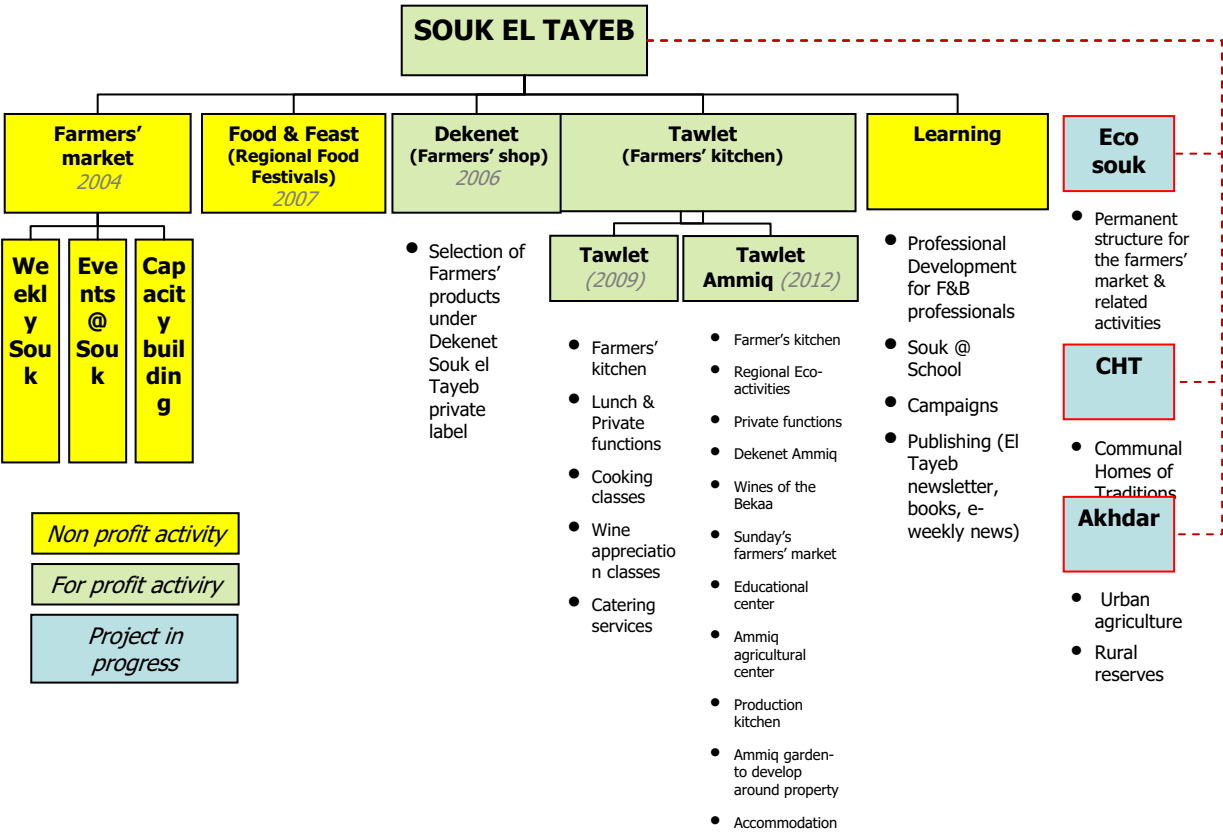 SOUK EL TAYEB
Farmers’
market
2004
Food & Feast
(Regional Food
Festivals)
2007
Dekenet
(Farmers’ shop)
2006
Tawlet
(Farmers’ kitchen)
Learning
Eco
souk
We
ekl
y
Sou
k
Eve
nts
@
Sou
k
Cap
acit
y
buil
din
g
● Selection of
Farmers’
products
under
Dekenet
Souk el
Tayeb
private
label
Tawlet
(2009)
● Farmers’
kitchen
● Lunch &
Private
functions
● Cooking
classes
● Wine
appreciatio
n classes
● Catering
services
Tawlet
Ammiq (2012)
● Farmer’s kitchen
● Regional Eco-
activities
● Private functions
● Dekenet Ammiq
● Wines of the
Bekaa
● Sunday’s
farmers’ market
● Educational
center
● Ammiq
agricultural
center
● Production
kitchen
● Ammiq garden-
to develop
around property
● Accommodation
● Professional
Development
for F&B
professionals
● Souk @
School
● Campaigns
● Publishing (El
Tayeb
newsletter,
books, e-
weekly news)
● Permanent
structure for
the farmers’
market &
related
activities
CHT
● Communal
Homes of
Traditions
Akhdar
● Urban
agriculture
● Rural
reserves
Non profit activity
For profit activiry
Project in
progress